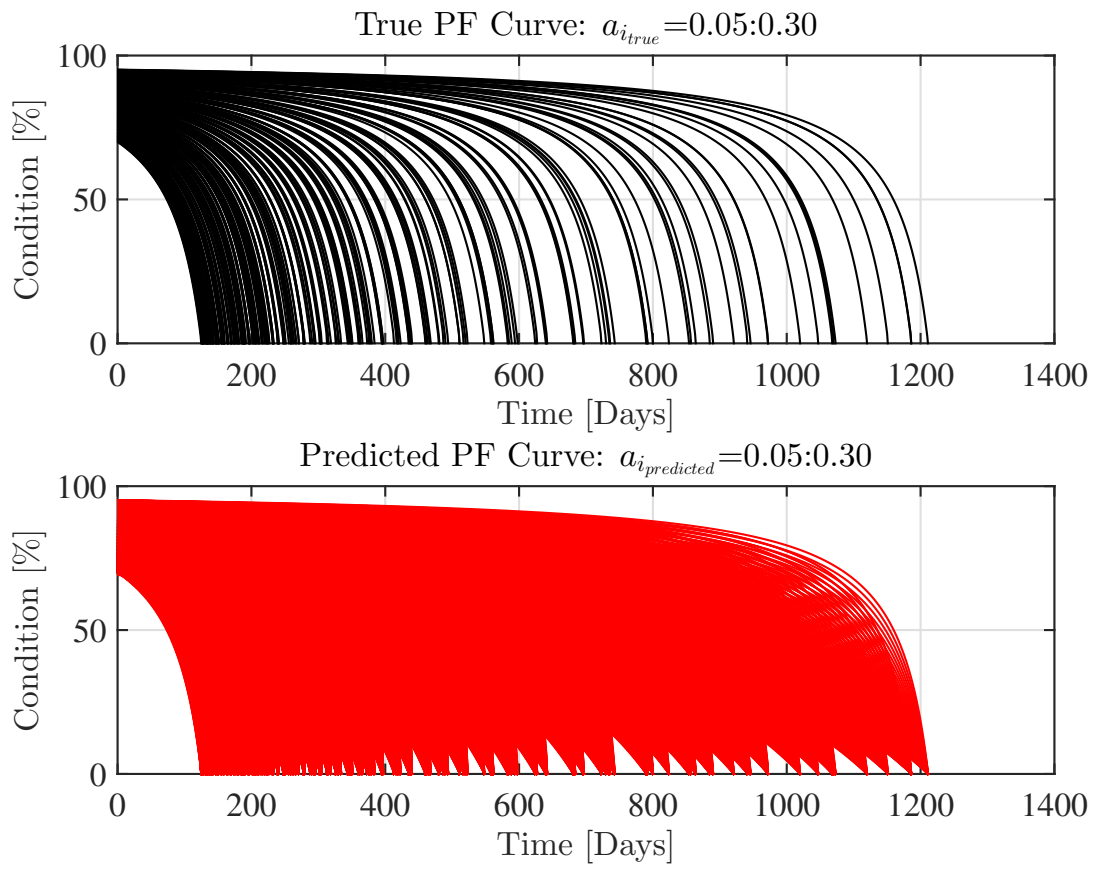 True PF Curve: a_{i_{true}}=0.05:0.30
100
50
0
Condition [%]
0 200 400 600 800 1000 1200 1400
Time [Days]
Predicted PF Curve: a_{i_{predicted}}=0.05:0.30
100
50
0
Condition [%]
0 200 400 600 800 1000 1200 1400
Time [Days]